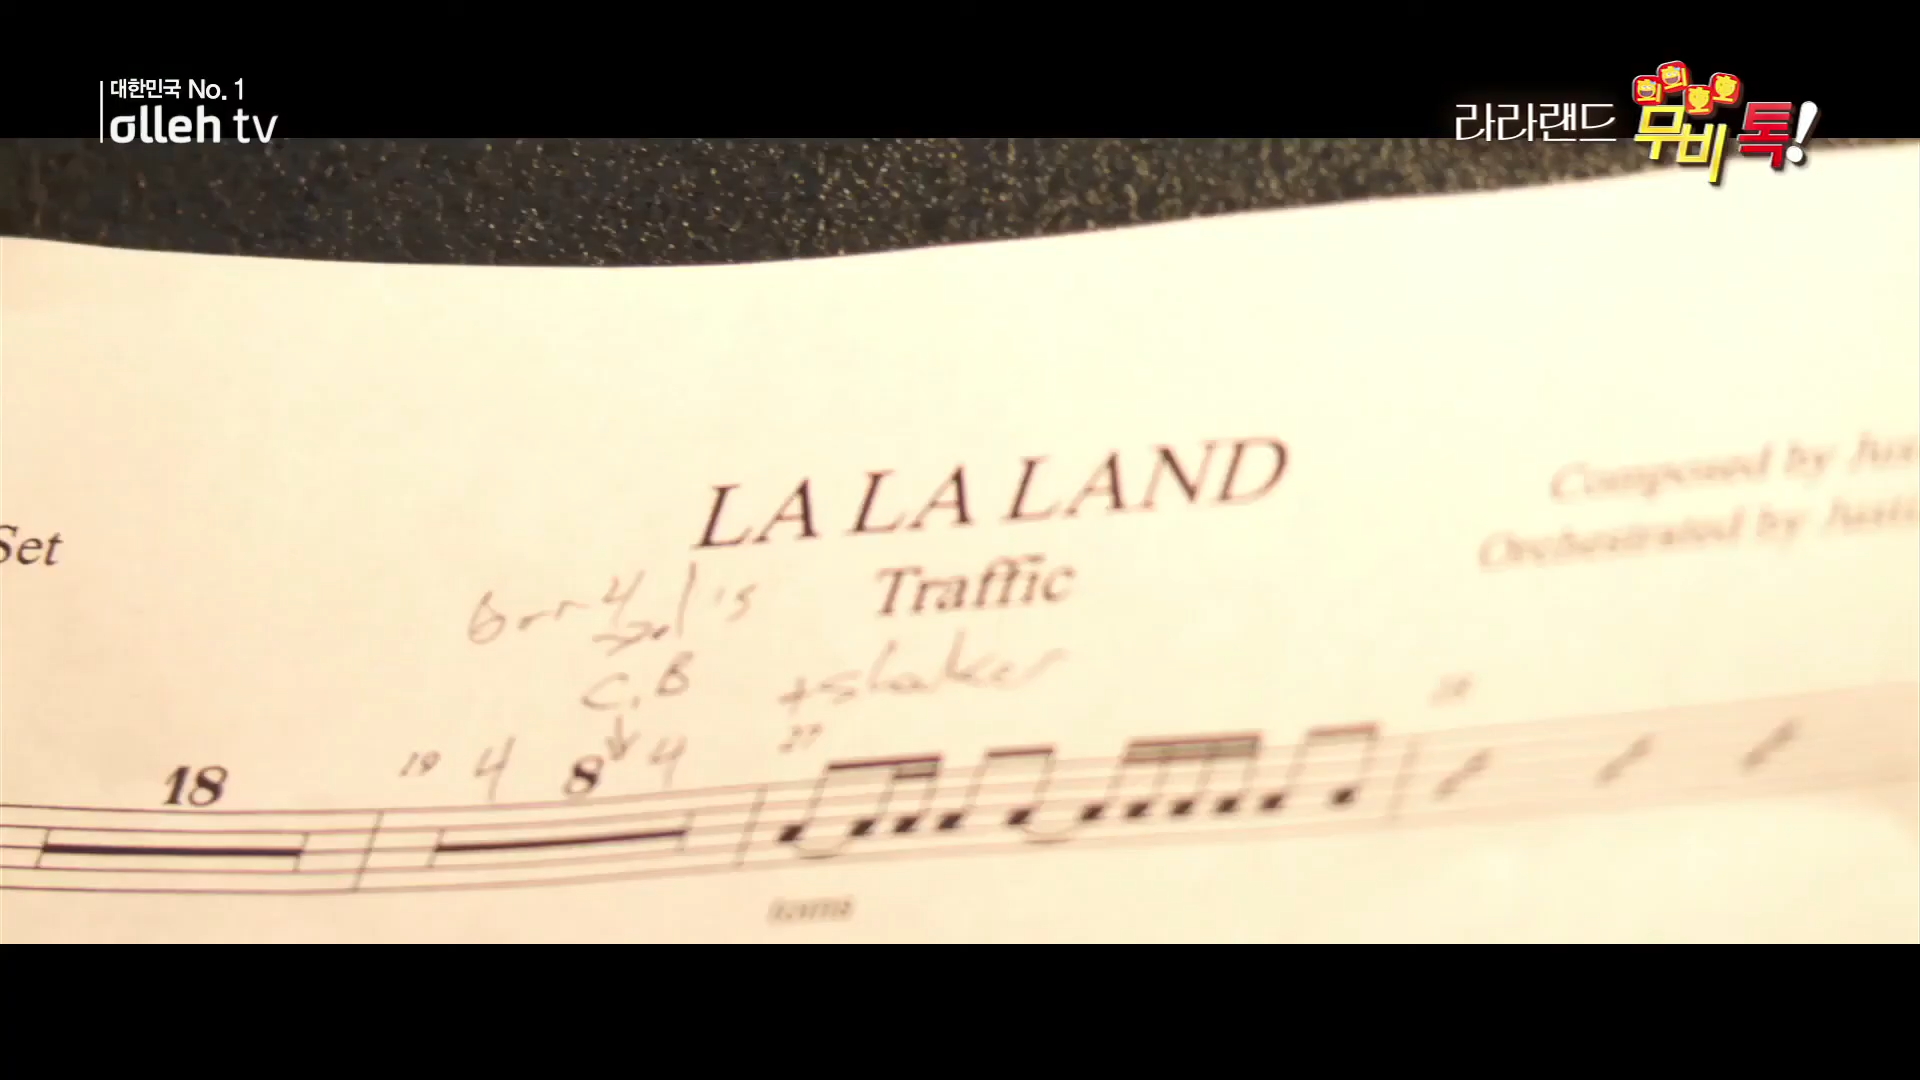 대한민국 No. 1
olleh tv
라라랜드 무비 톡!
LA LA LAND
Traffic
Set
Composed by
Orchestrated by
+shaker
C.B
18
19 4 8 4 27